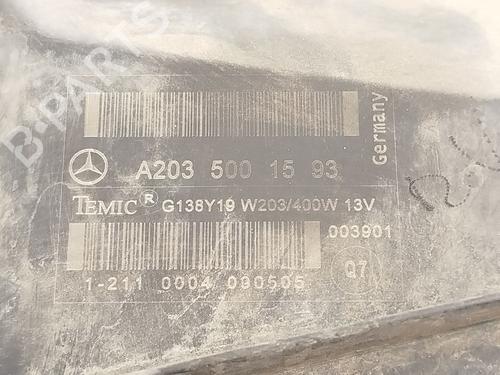 A203 500 15 93
Germany
TEMIC® G138Y19 W203/400W 13V
003901
Q7
1-211 0004 090505
B-PARTS